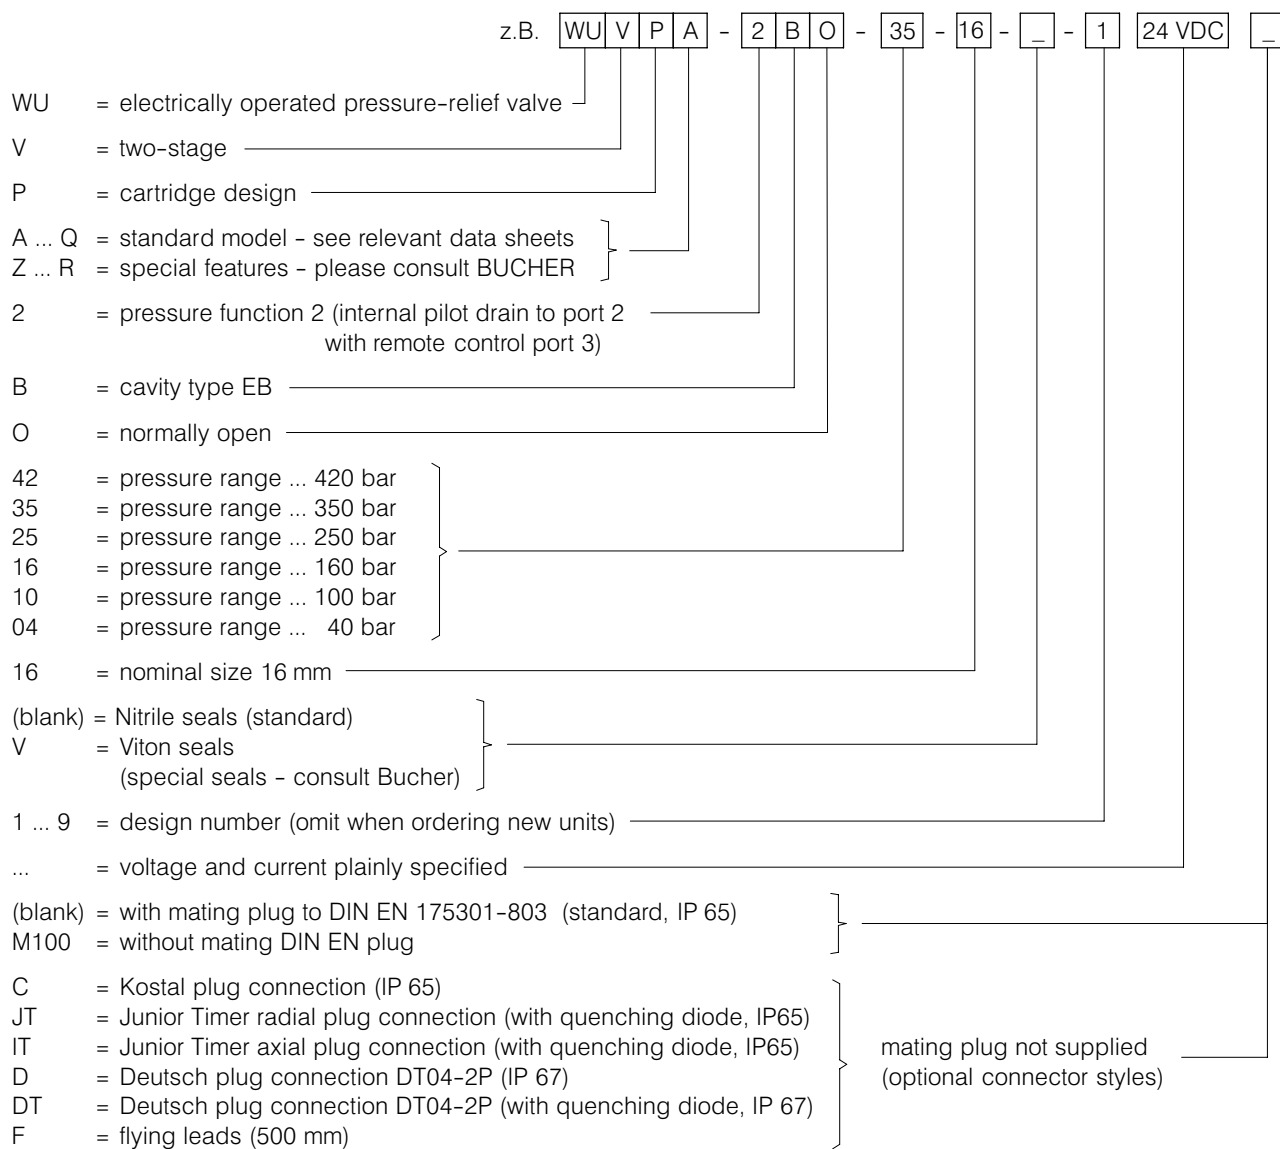 z.B. WU V P A - 2 B O - 35 - 16 - _ - 1 24 VDC _
WU = electrically operated pressure-relief valve
V = two-stage
P = cartridge design
A ... Q = standard model - see relevant data sheets
Z ... R = special features - please consult BUCHER
2 = pressure function 2 (internal pilot drain to port 2
with remote control port 3)
B = cavity type EB
O = normally open
42 = pressure range ... 420 bar
35 = pressure range ... 350 bar
25 = pressure range ... 250 bar
16 = pressure range ... 160 bar
10 = pressure range ... 100 bar
04 = pressure range ... 40 bar
16 = nominal size 16 mm
(blank) = Nitrile seals (standard)
V = Viton seals
(special seals - consult Bucher)
1 ... 9 = design number (omit when ordering new units)
... = voltage and current plainly specified
(blank) = with mating plug to DIN EN 175301-803 (standard, IP 65)
M100 = without mating DIN EN plug
C = Kostal plug connection (IP 65)
JT = Junior Timer radial plug connection (with quenching diode, IP65)
IT = Junior Timer axial plug connection (with quenching diode, IP65)
D = Deutsch plug connection DT04-2P (IP 67)
DT = Deutsch plug connection DT04-2P (with quenching diode, IP 67)
F = flying leads (500 mm)
mating plug not supplied
(optional connector styles)